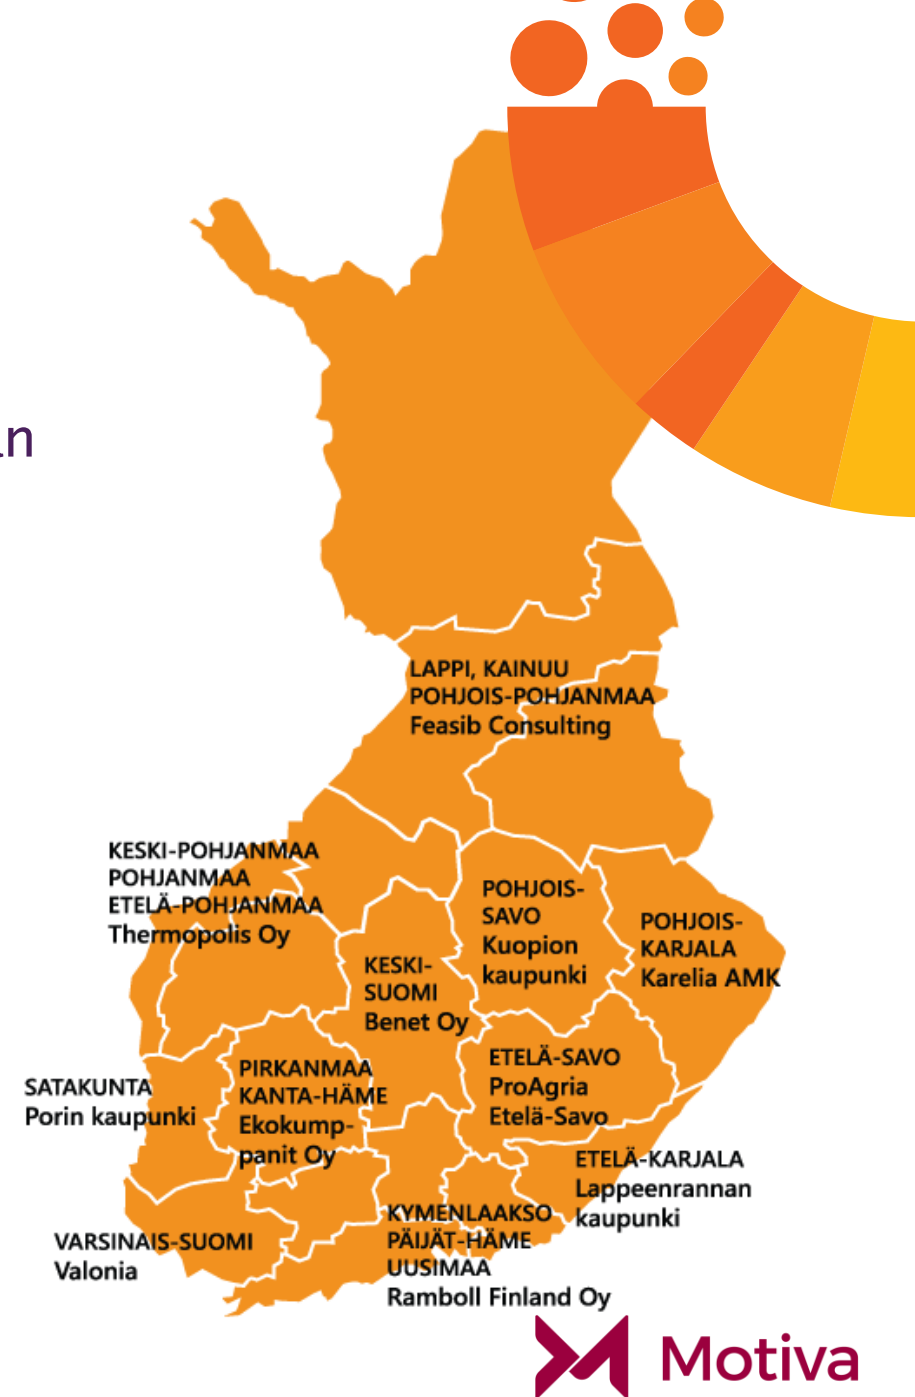 LAPPI, KAINUU
POHJOIS-POHJANMAA
Feasib Consulting
KESKI-POHJANMAA
POHJANMAA
ETELÄ-POHJANMAA
Thermopolis Oy
POHJOIS-
SAVO
Kuopion
kaupunki
POHJOIS-
KARJALA
Karelia AMK
KESKI-
SUOMI
Benet Oy
SATAKUNTA
Porin kaupunki
PIRKANMAA
KANTA-HÄME
Ekokump-
panit Oy
ETELÄ-SAVO
ProAgria
Etelä-Savo
ETELÄ-KARJALA
Lappeenrannan
kaupunki
VARSINAIS-SUOMI
Valonia
KYMENLAAKSO
PÄIJÄT-HÄME
UUSIMAA
Ramboll Finland Oy
Motiva